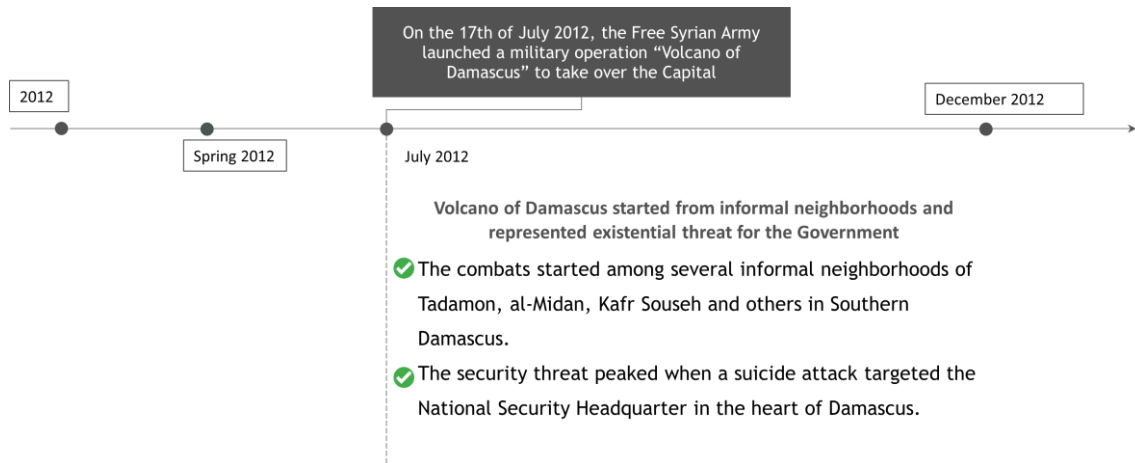 On the 17th of July 2012, the Free Syrian Army
launched a military operation “Volcano of
Damascus” to take over the Capital
2012
December 2012
Spring 2012
July 2012
Volcano of Damascus started from informal neighborhoods and
represented existential threat for the Government
The combats started among several informal neighborhoods of
Tadamon, al-Midan, Kafr Souseh and others in Southern
Damascus.
The security threat peaked when a suicide attack targeted the
National Security Headquarter in the heart of Damascus.